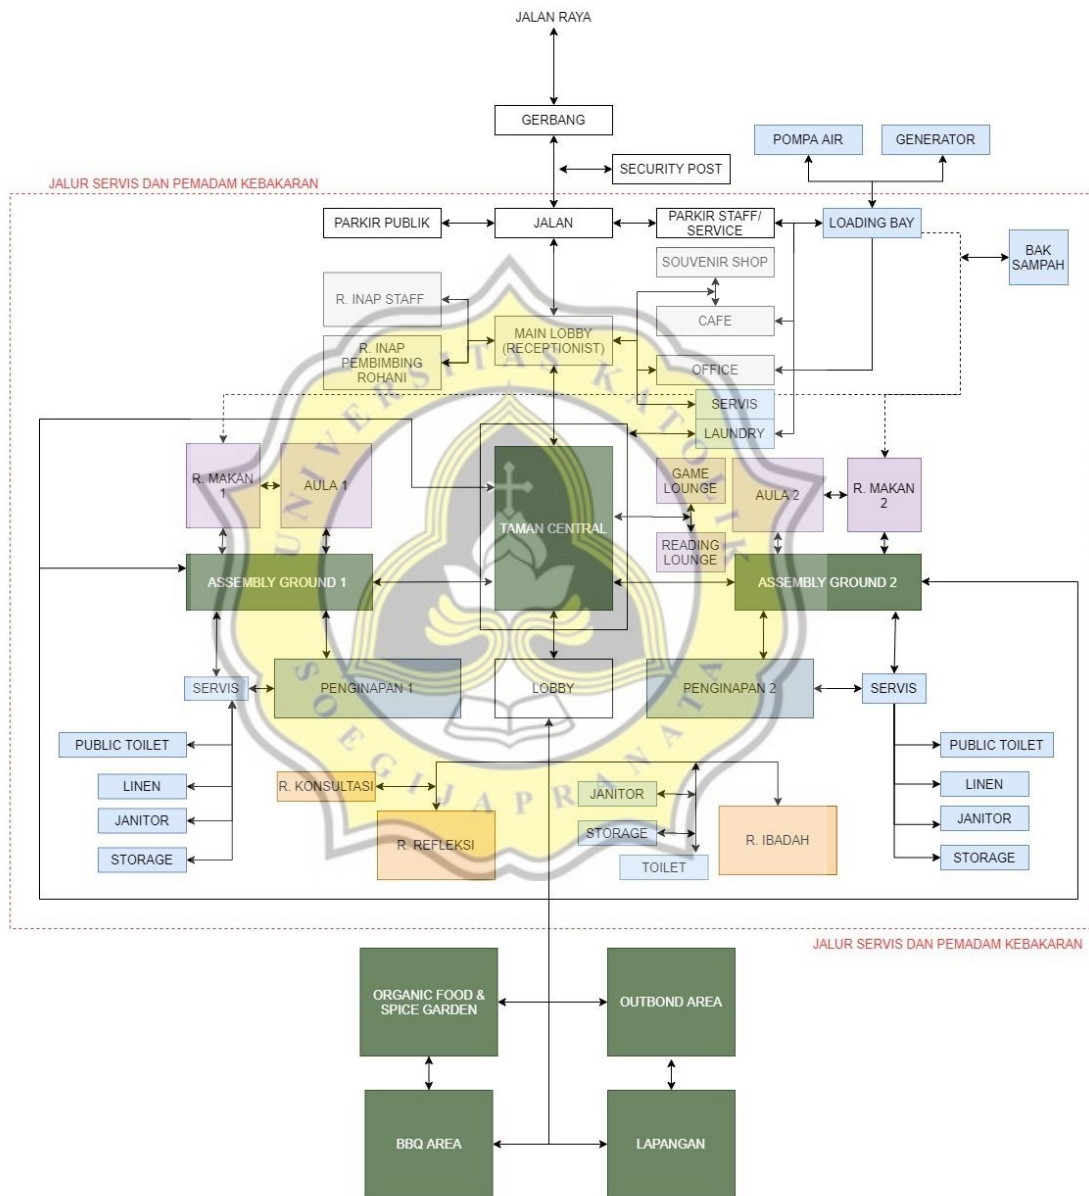 JALAN RAYA
GERBANG
POMPA AIR
GENERATOR
SECURITY POST
JALUR SERVIS DAN PEMADAM KEBAKARAN
PARKIR PUBLIK
JALAN
PARKIR STAFF/
SERVICE
LOADING BAY
BAK
SAMPAH
SOUVENIR SHOP
R. INAP STAFF
CAFE
MAIN LOBBY
(RECEPTIONIST)
R. INAP
PEMBIMBING
ROHANI
OFFICE
SERVIS
LAUNDRY
R. MAKAN
1
AULA 1
TAMAN CENTRAL
GAME
LOUNGE
READING
LOUNGE
AULA 2
R. MAKAN
2
ASSEMBLY GROUND 1
ASSEMBLY GROUND 2
SERVIS
PENGINAPAN 1
LOBBY
PENGINAPAN 2
SERVIS
PUBLIC TOILET
LINEN
JANITOR
STORAGE
R. KONSULTASI
R. REFLEKSI
JANITOR
STORAGE
TOILET
R. IBADAH
PUBLIC TOILET
LINEN
JANITOR
STORAGE
JALUR SERVIS DAN PEMADAM KEBAKARAN
ORGANIC FOOD &
SPICE GARDEN
OUTBOND AREA
BBQ AREA
LAPANGAN
UNIVERSITAS KATOLIK
SOEGIJAPRANATA